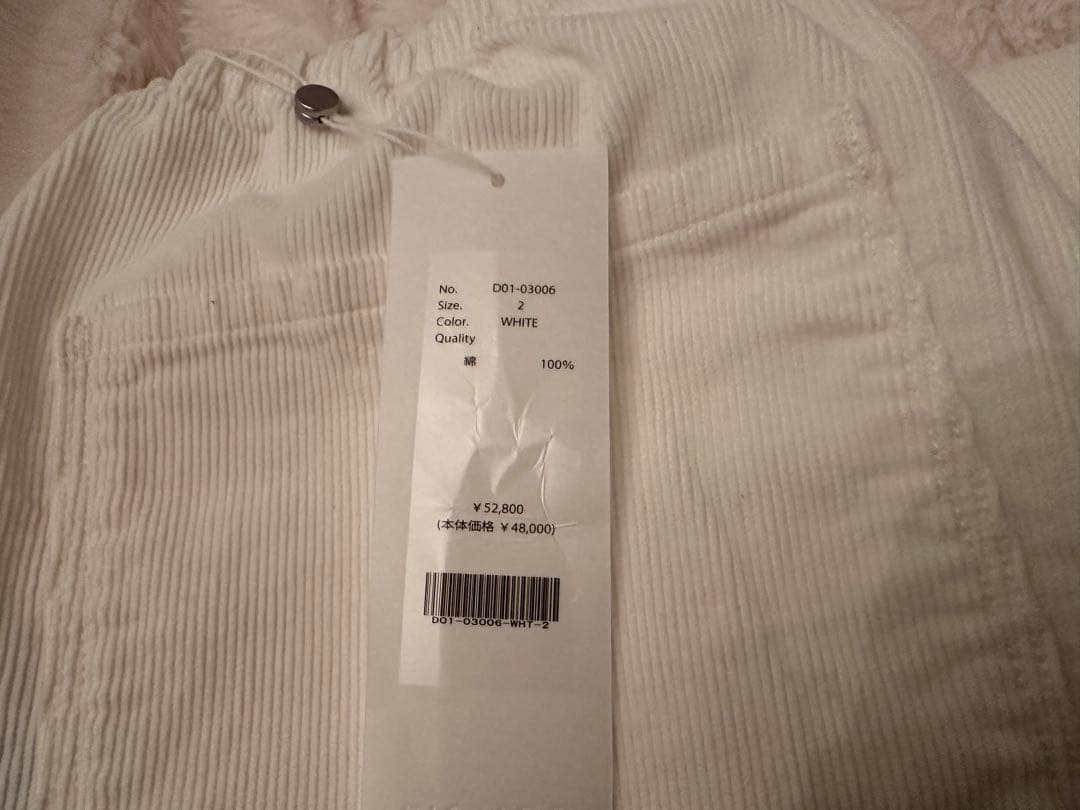 No. D01-03006
Size. 2
Color. WHITE
Quality
綿 100%
￥52,800
(本体価格 ￥48,000)
D01-03006-WHT-2